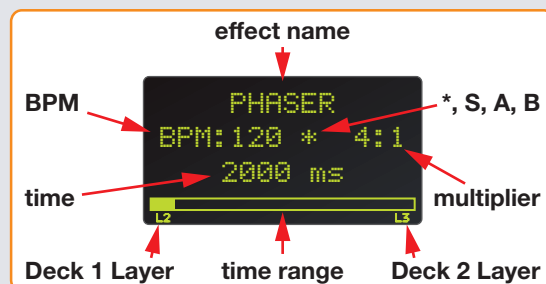 effect name
BPM
PHASER
*, S, A, B
BPM:120 * 4:1
time
2000 ms
multiplier
L2 L3
Deck 1 Layer time range Deck 2 Layer